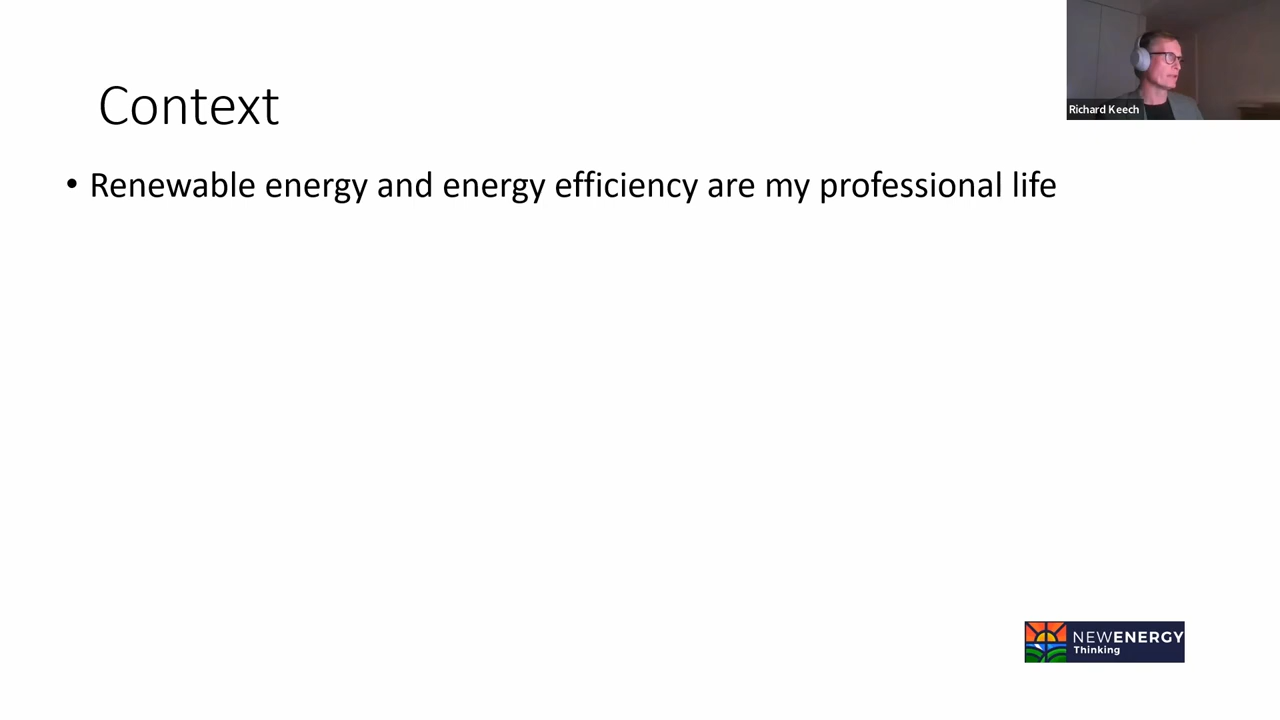 Context
Richard Keech
• Renewable energy and energy efficiency are my professional life
NEWENERGY
Thinking